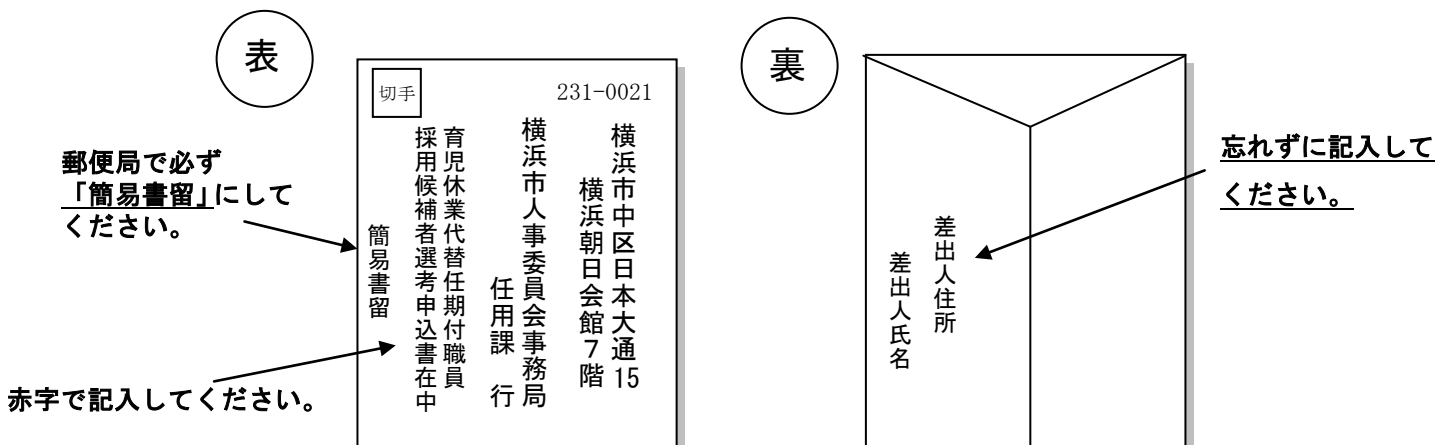 表
切手
231-0021
横浜市中区日本大通15
横浜朝日会館7階
横浜市人事委員会事務局
任用課　行
育児休業代替任期付職員
採用候補者選考申込書在中
簡易書留
郵便局で必ず
「簡易書留」にして
ください。
赤字で記入してください。
裏
差出人住所
差出人氏名
忘れずに記入して
ください。